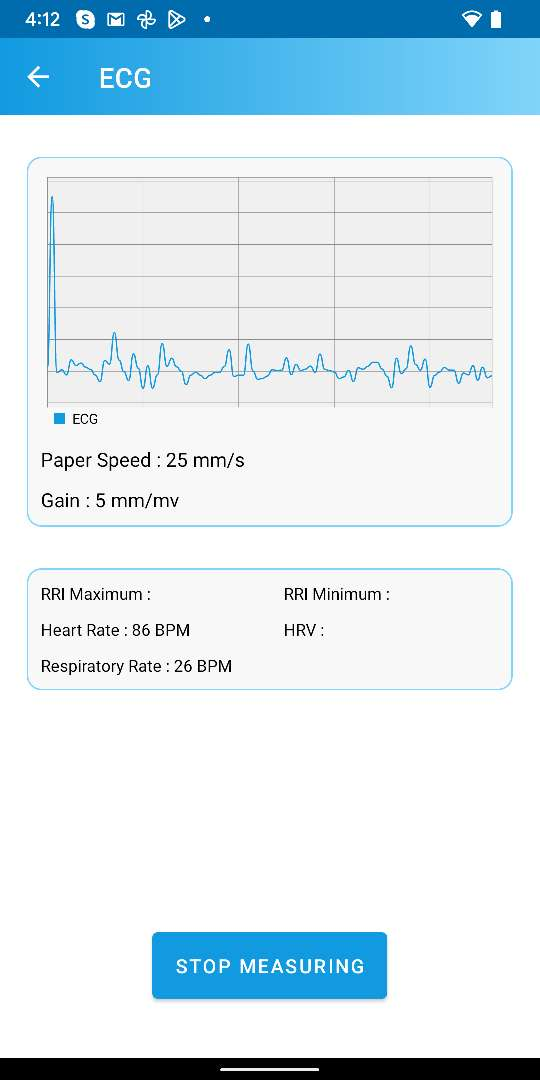 4:12
ECG
ECG
Paper Speed : 25 mm/s
Gain : 5 mm/mv
RRI Maximum :
RRI Minimum :
Heart Rate : 86 BPM
HRV :
Respiratory Rate : 26 BPM
STOP MEASURING